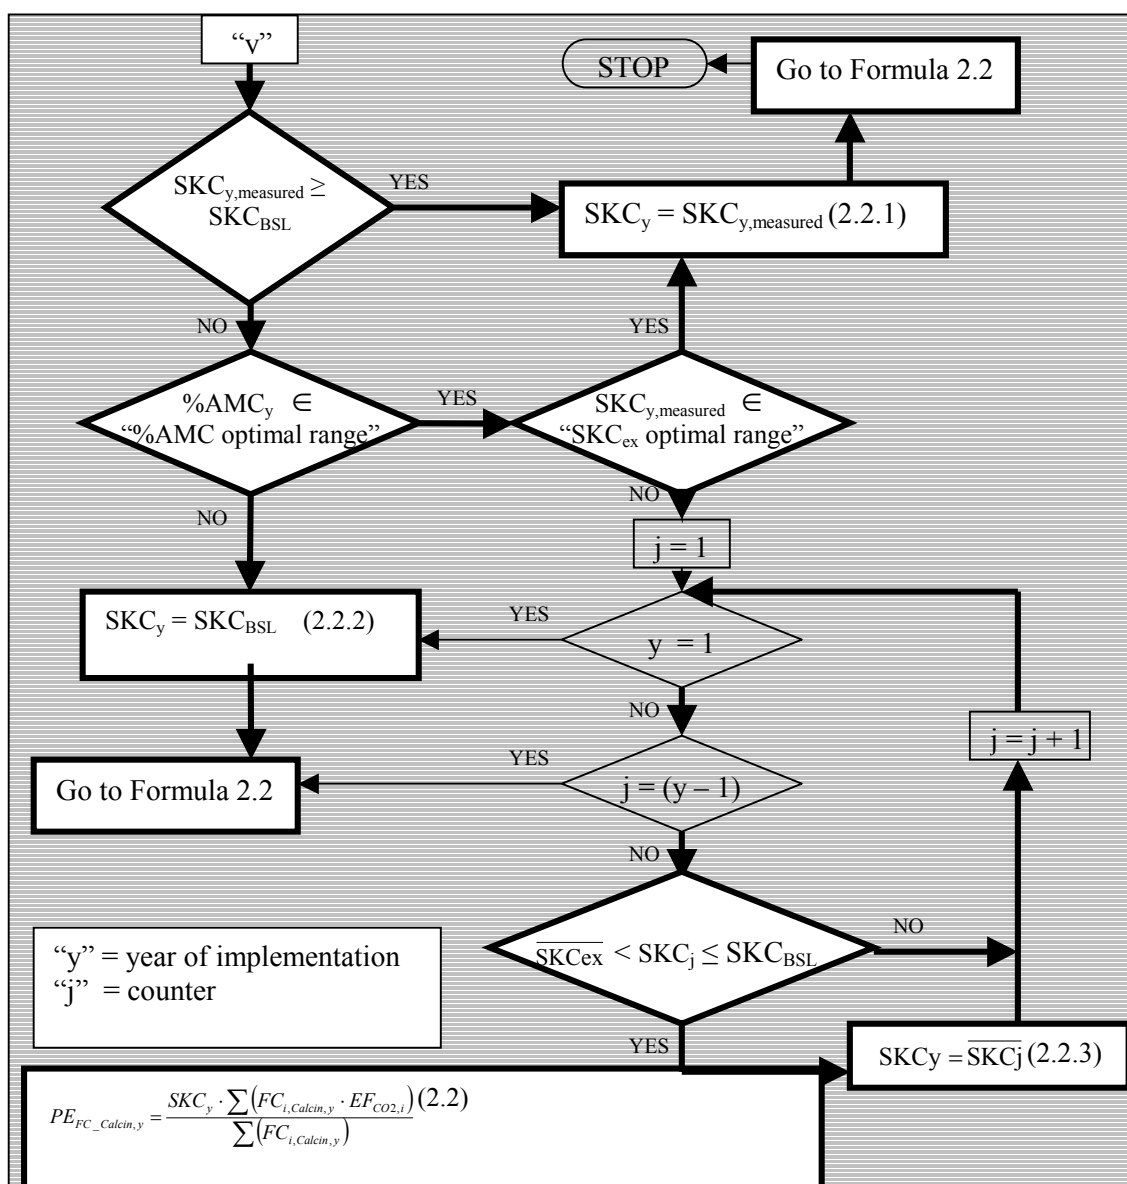 “y”
STOP
Go to Formula 2.2
SKCy,measured ≥
SKCBSL
YES
SKCy = SKCy,measured (2.2.1)
NO
YES
%AMCy ∈
“%AMC optimal range”
YES
SKCy,measured ∈
“SKCex optimal range”
NO
NO
j = 1
SKCy = SKCBSL (2.2.2)
YES
y = 1
NO
j = j + 1
Go to Formula 2.2
YES
j = (y – 1)
NO
“y” = year of implementation
“j” = counter
S̅K̅C̅e̅x̅ < SKCj ≤ SKCBSL
NO
YES
SKCy = S̅K̅C̅j̅ (2.2.3)
PEFC_Calcin,y = SKCy · ∑(FCi,Calcin,y · EFCO2,i) / ∑(FCi,Calcin,y) (2.2)